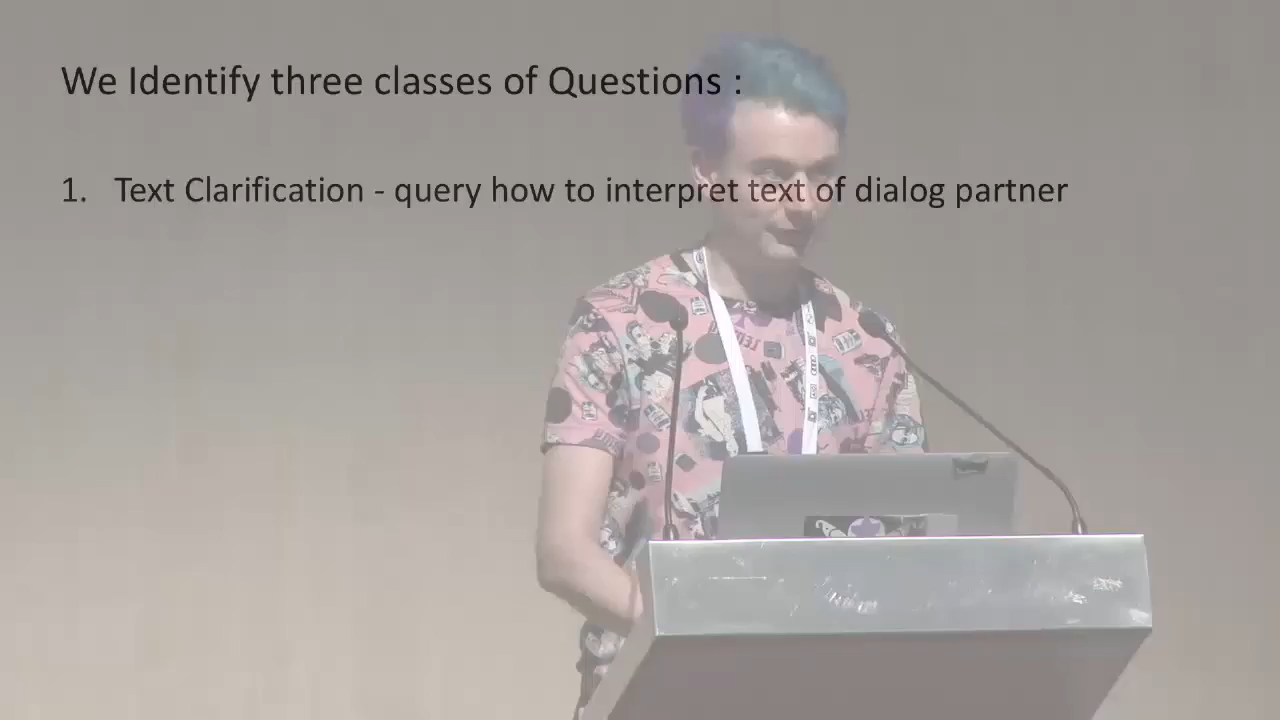 We Identify three classes of Questions :
1. Text Clarification - query how to interpret text of dialog partner